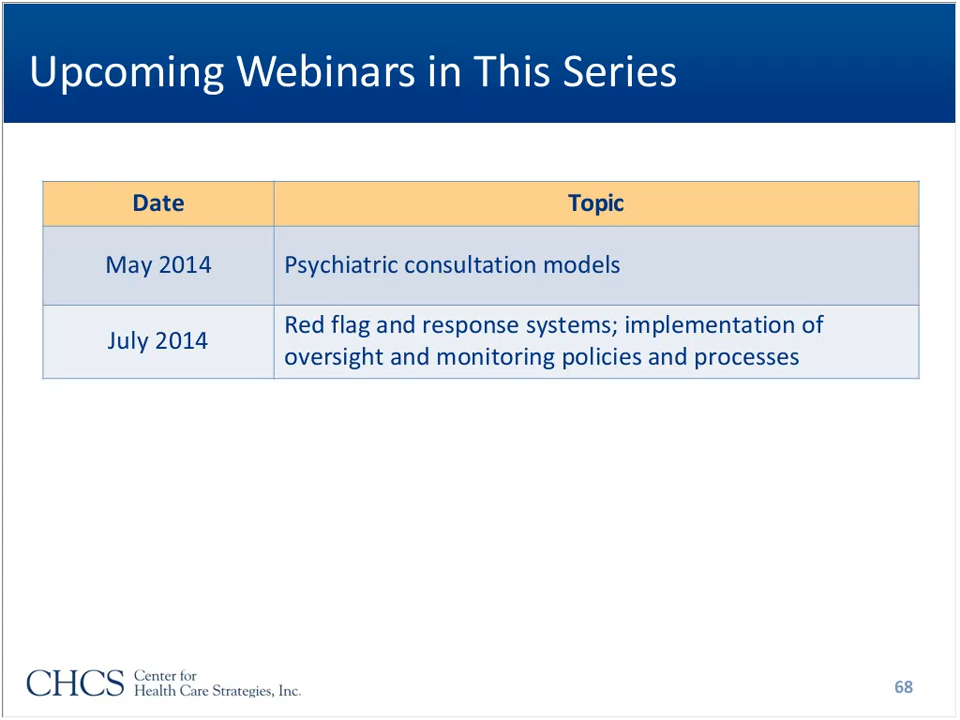 Upcoming Webinars in This Series
Date
Topic
May 2014
Psychiatric consultation models
July 2014
Red flag and response systems; implementation of
oversight and monitoring policies and processes
CHCS
Center for
Health Care Strategies, Inc.
68